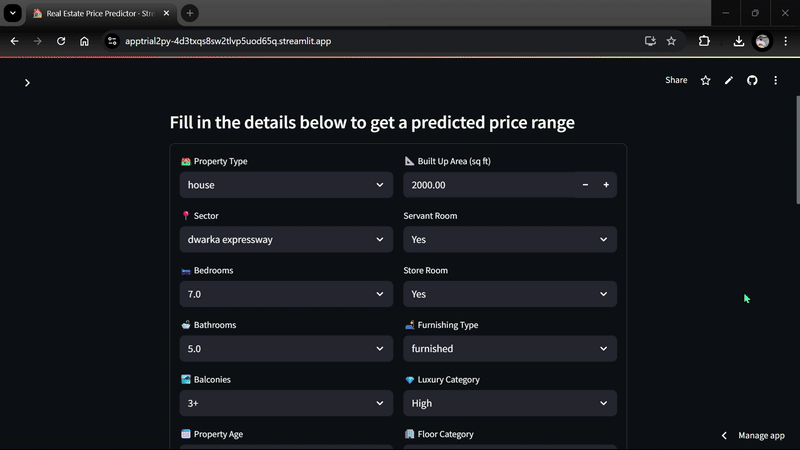 Real Estate Price Predictor · Stre
apptrial2py-4d3txqs8sw2tlvp5uod65q.streamlit.app
Share
Fill in the details below to get a predicted price range
Property Type
Built Up Area (sq ft)
house
2000.00
Sector
Servant Room
dwarka expressway
Yes
Bedrooms
Store Room
7.0
Yes
Bathrooms
Furnishing Type
5.0
furnished
Balconies
Luxury Category
3+
High
Property Age
Floor Category
Manage app